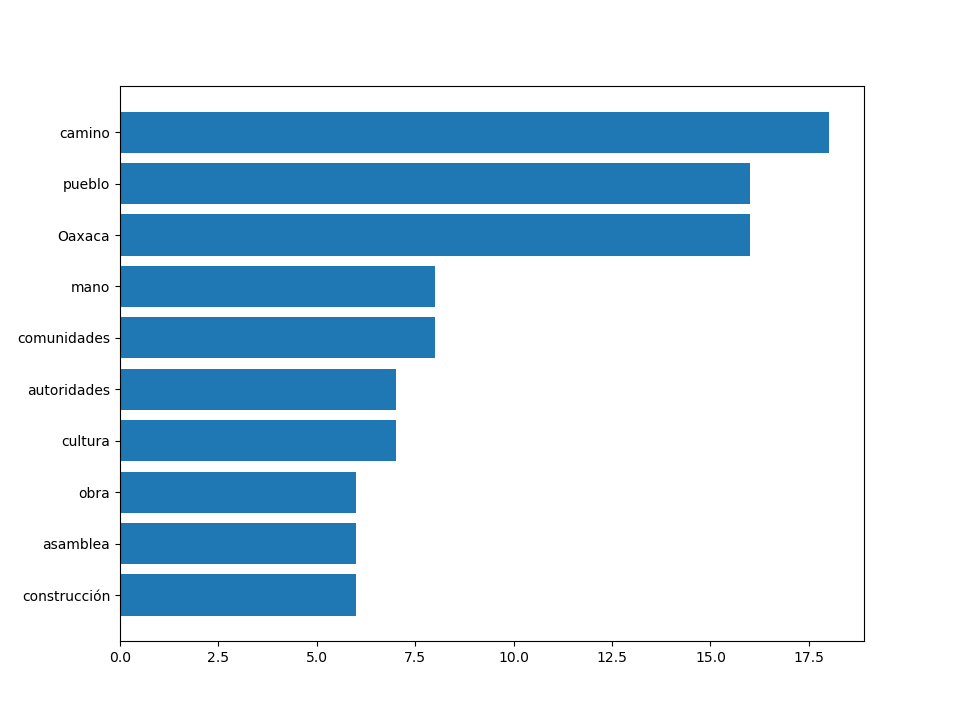 camino
pueblo
Oaxaca
mano
comunidades
autoridades
cultura
obra
asamblea
construcción
0.0 2.5 5.0 7.5 10.0 12.5 15.0 17.5